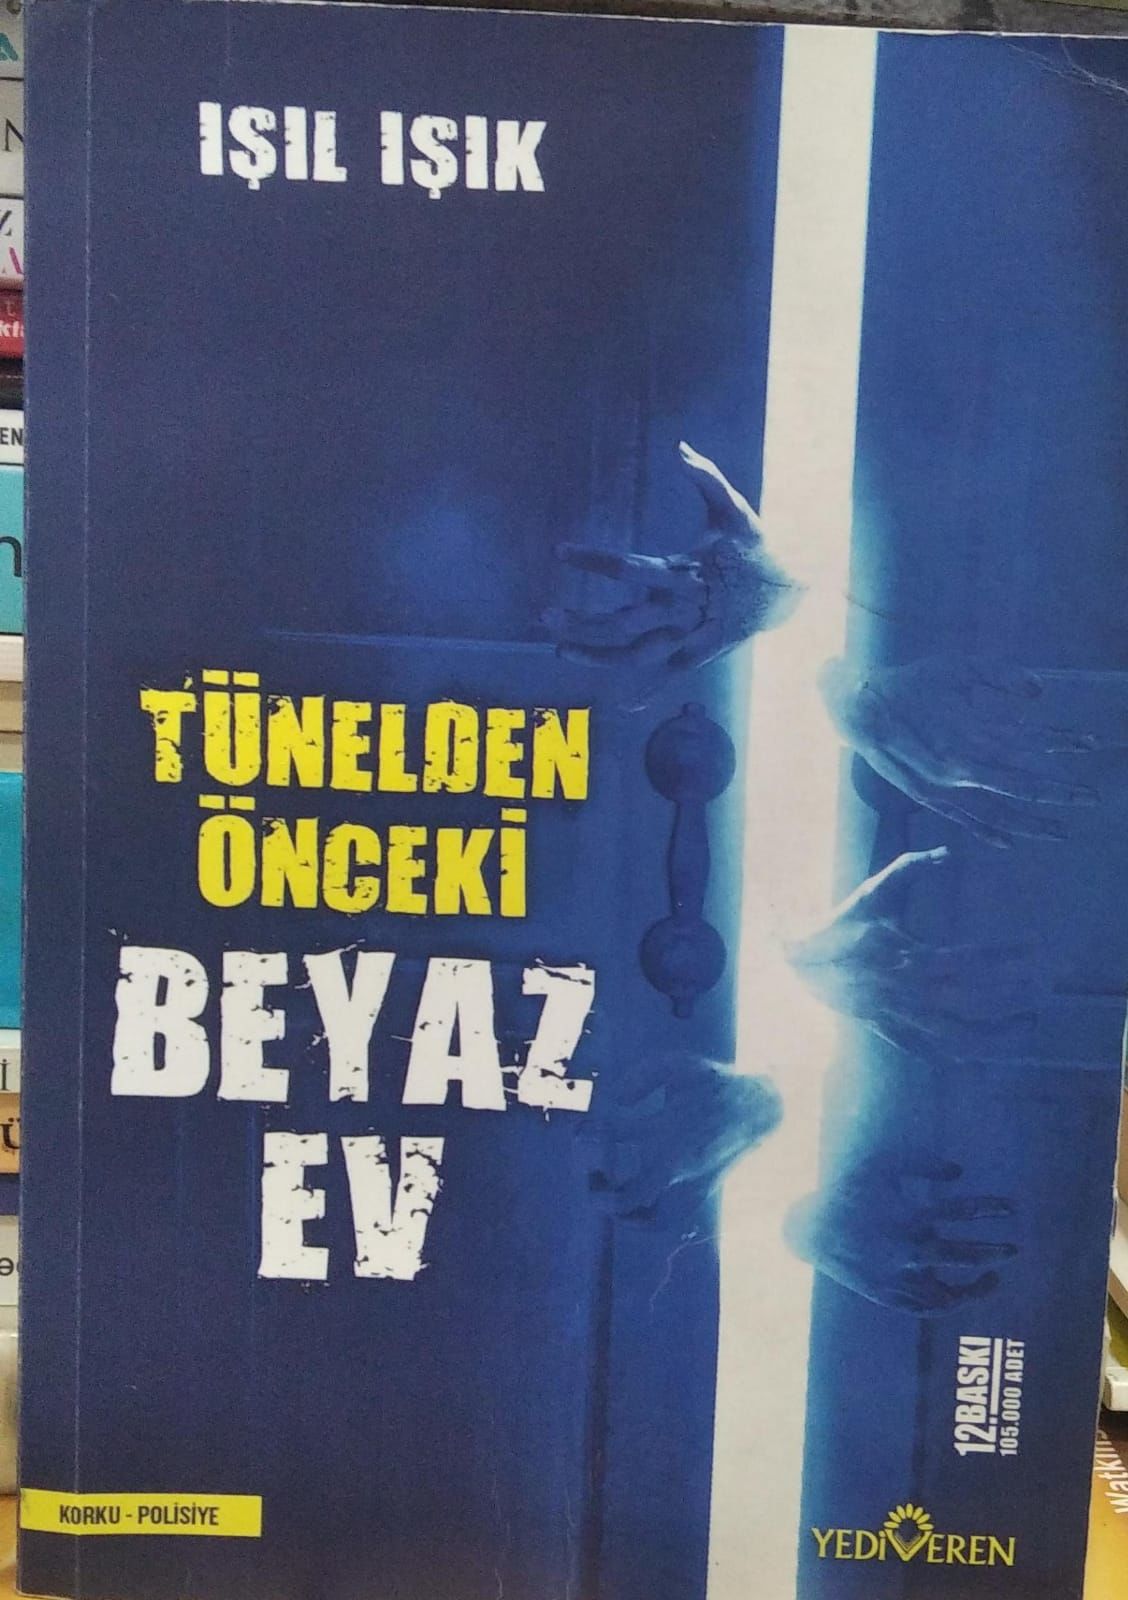 IŞIL IŞIK
TÜNELDEN
ÖNCEKİ
BEYAZ
EV
12.BASKI
105.000 ADET
KORKU - POLİSİYE
YEDİVEREN